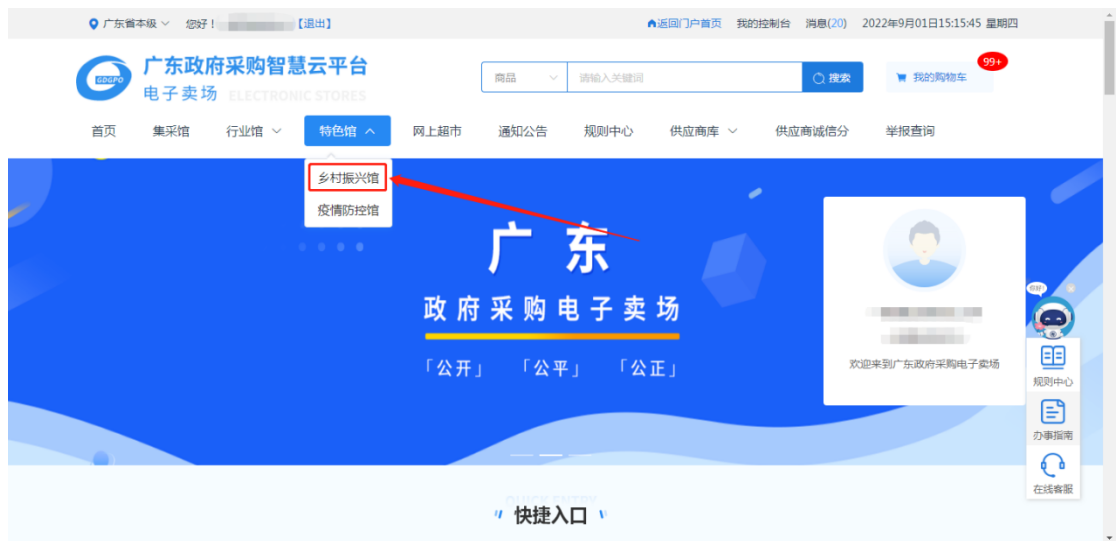 广东省本级 您好！ 【退出】 返回门户首页 我的控制台 消息(20) 2022年9月01日15:15:45 星期四
GDGPO 广东政府采购智慧云平台
电子卖场 ELECTRONIC STORES
商品 请输入关键词 搜索 我的购物车 99+
首页 集采馆 行业馆 特色馆 网上超市 通知公告 规则中心 供应商库 供应商诚信分 举报查询
乡村振兴馆
疫情防控馆
广东
政府采购电子卖场
「公开」 「公平」 「公正」
欢迎来到广东政府采购电子卖场
你好!
规则中心
办事指南
在线客服
QUICK ENTRY
快捷入口